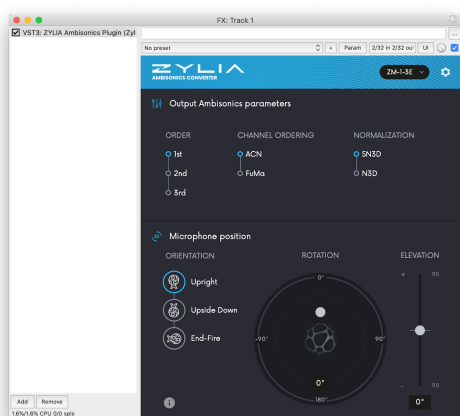 FX: Track 1
VST3: ZYLIA Ambisonics Plugin (Zyl
...
No preset
+
Param
2/32 in 2/32 ou
UI
ZYLIA
AMBISONICS CONVERTER
ZM-1-3E
Output Ambisonics parameters
ORDER
CHANNEL ORDERING
NORMALIZATION
1st
ACN
SN3D
2nd
FuMa
N3D
3rd
3D
Microphone position
ORIENTATION
ROTATION
ELEVATION
Upright
Upside Down
End-Fire
0°
-90°
90°
0°
180°
+ 90
- 90
0°
i
Add
Remove
1.6%/1.6% CPU 0/0 spls